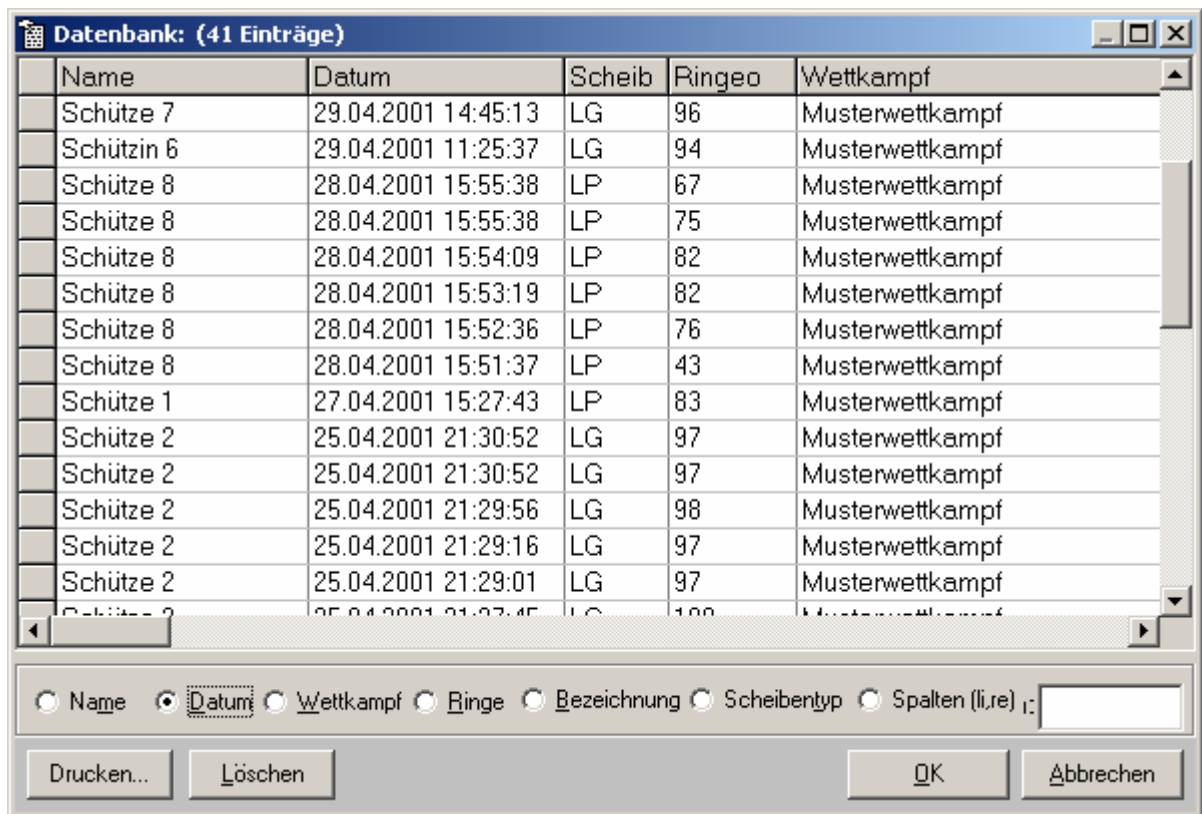 Datenbank: (41 Einträge)
Name Datum Scheib Ringeo Wettkampf
Schütze 7 29.04.2001 14:45:13 LG 96 Musterwettkampf
Schützin 6 29.04.2001 11:25:37 LG 94 Musterwettkampf
Schütze 8 28.04.2001 15:55:38 LP 67 Musterwettkampf
Schütze 8 28.04.2001 15:55:38 LP 75 Musterwettkampf
Schütze 8 28.04.2001 15:54:09 LP 82 Musterwettkampf
Schütze 8 28.04.2001 15:53:19 LP 82 Musterwettkampf
Schütze 8 28.04.2001 15:52:36 LP 76 Musterwettkampf
Schütze 8 28.04.2001 15:51:37 LP 43 Musterwettkampf
Schütze 1 27.04.2001 15:27:43 LP 83 Musterwettkampf
Schütze 2 25.04.2001 21:30:52 LG 97 Musterwettkampf
Schütze 2 25.04.2001 21:30:52 LG 97 Musterwettkampf
Schütze 2 25.04.2001 21:29:56 LG 98 Musterwettkampf
Schütze 2 25.04.2001 21:29:16 LG 97 Musterwettkampf
Schütze 2 25.04.2001 21:29:01 LG 97 Musterwettkampf
Name Datum Wettkampf Ringe Bezeichnung Scheibentyp Spalten (li,re)
Drucken... Löschen OK Abbrechen